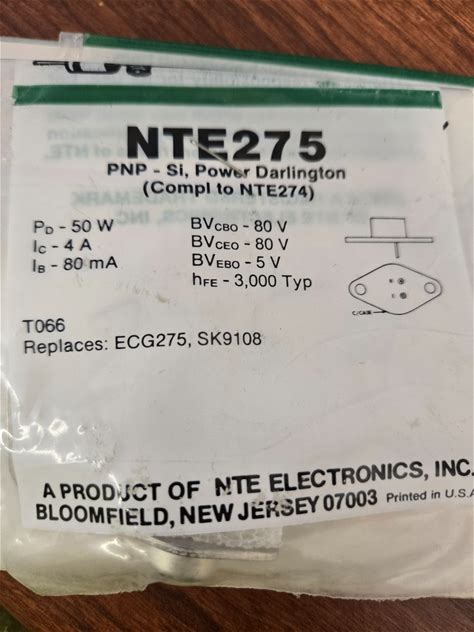 NTE275
PNP - Si, Power Darlington
(Compl to NTE274)
PD - 50 W
IC - 4 A
IB - 80 mA
BVCBO - 80 V
BVCEO - 80 V
BVEBO - 5 V
hFE - 3,000 Typ
C/CASE
TO66
Replaces: ECG275, SK9108
A PRODUCT OF NTE ELECTRONICS, INC.
BLOOMFIELD, NEW JERSEY 07003 Printed in U.S.A